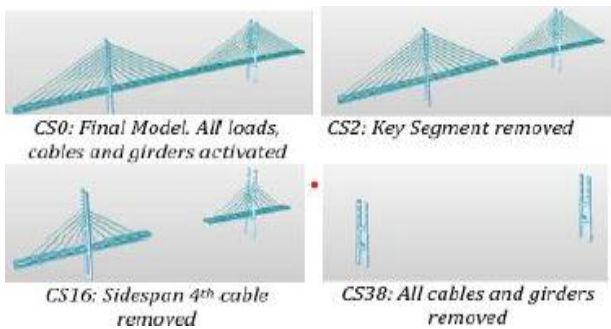 CS0: Final Model. All loads,
cables and girders activated
CS2: Key Segment removed
CS16: Sidespan 4th cable
removed
CS38: All cables and girders
removed